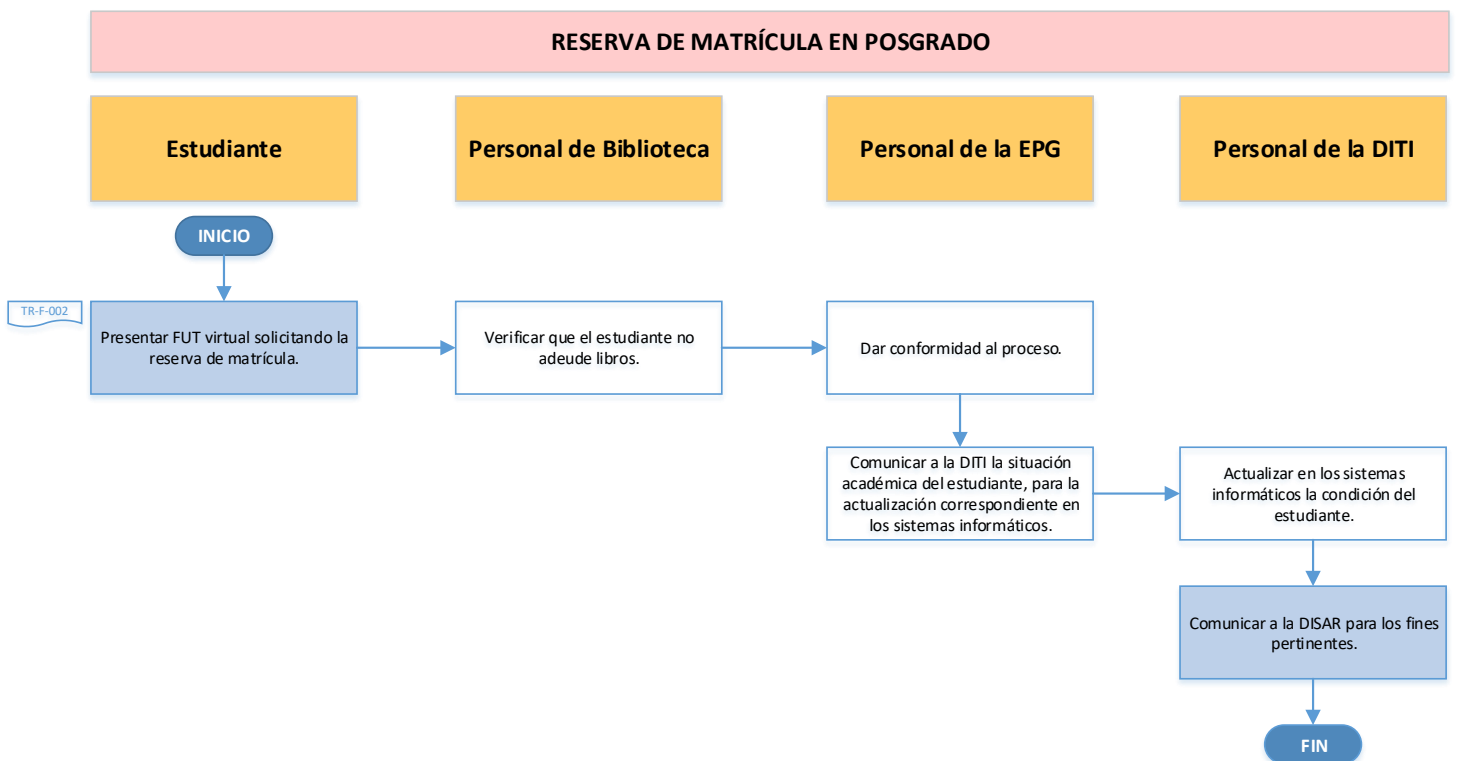 RESERVA DE MATRÍCULA EN POSGRADO
Estudiante
Personal de Biblioteca
Personal de la EPG
Personal de la DITI
INICIO
TR-F-002
Presentar FUT virtual solicitando la
reserva de matrícula.
Verificar que el estudiante no
adeude libros.
Dar conformidad al proceso.
Comunicar a la DITI la situación
académica del estudiante, para la
actualización correspondiente en
los sistemas informáticos.
Actualizar en los sistemas
informáticos la condición del
estudiante.
Comunicar a la DISAR para los fines
pertinentes.
FIN